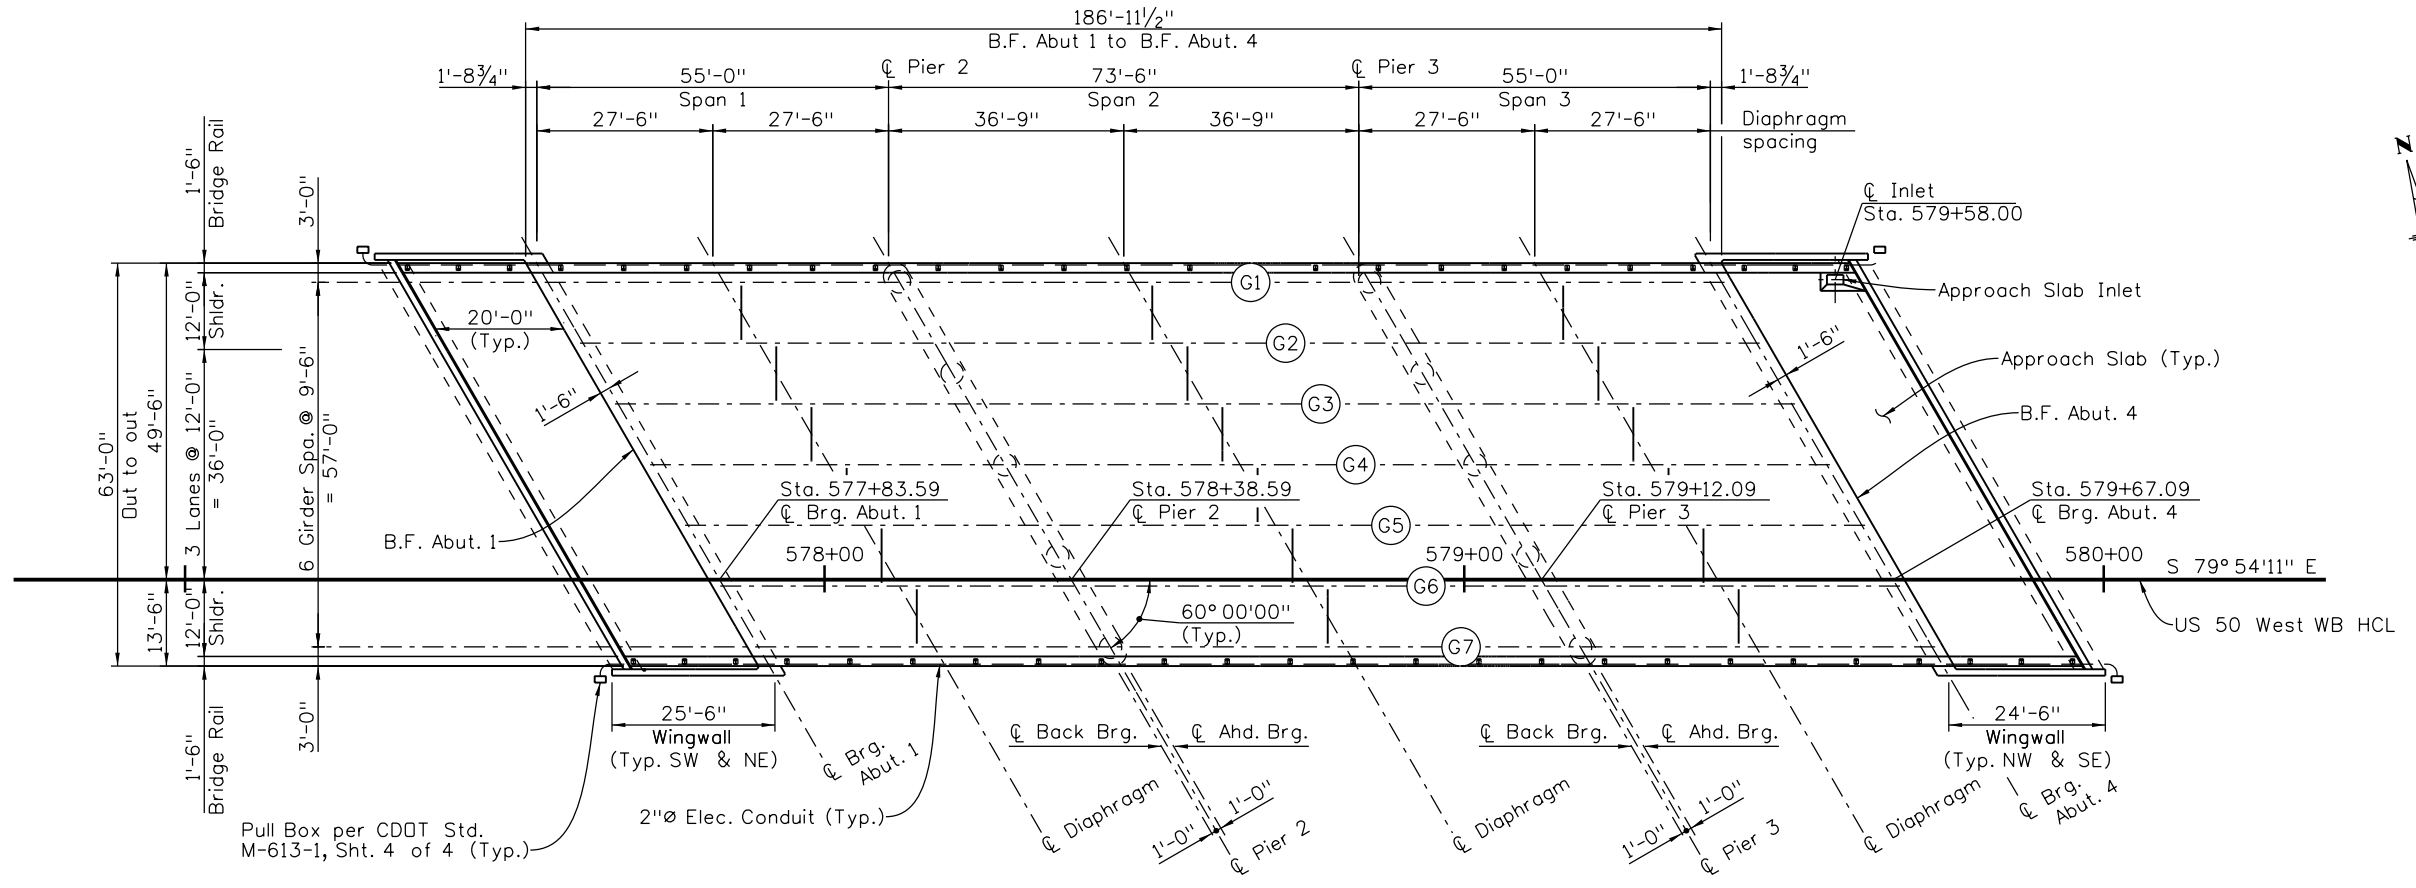 186'-11 1/2"
B.F. Abut 1 to B.F. Abut. 4
℄ Pier 2
℄ Pier 3
1'-8 3/4"
55'-0"
73'-6"
55'-0"
1'-8 3/4"
Span 1
Span 2
Span 3
27'-6"
27'-6"
36'-9"
36'-9"
27'-6"
27'-6"
Diaphragm
spacing
N
1'-6"
Bridge Rail
3'-0"
℄ Inlet
Sta. 579+58.00
Approach Slab Inlet
G1
12'-0"
Shldr.
20'-0"
(Typ.)
G2
1'-6"
Approach Slab (Typ.)
63'-0"
Out to out
49'-6"
3 Lanes @ 12'-0"
= 36'-0"
6 Girder Spa. @ 9'-6"
= 57'-0"
1'-6"
G3
B.F. Abut. 4
G4
Sta. 577+83.59
℄ Brg. Abut. 1
Sta. 578+38.59
℄ Pier 2
Sta. 579+12.09
℄ Pier 3
Sta. 579+67.09
℄ Brg. Abut. 4
G5
B.F. Abut. 1
578+00
579+00
580+00
S 79° 54'11" E
G6
13'-6"
12'-0"
Shldr.
60° 00'00"
(Typ.)
US 50 West WB HCL
G7
1'-6"
Bridge Rail
3'-0"
25'-6"
Wingwall
(Typ. SW & NE)
24'-6"
Wingwall
(Typ. NW & SE)
℄ Back Brg.
℄ Ahd. Brg.
℄ Back Brg.
℄ Ahd. Brg.
℄ Brg.
Abut. 1
2"Ø Elec. Conduit (Typ.)
℄ Diaphragm
1'-0"
1'-0"
℄ Pier 2
℄ Diaphragm
1'-0"
1'-0"
℄ Pier 3
℄ Diaphragm
℄ Brg.
Abut. 4
Pull Box per CDOT Std.
M-613-1, Sht. 4 of 4 (Typ.)